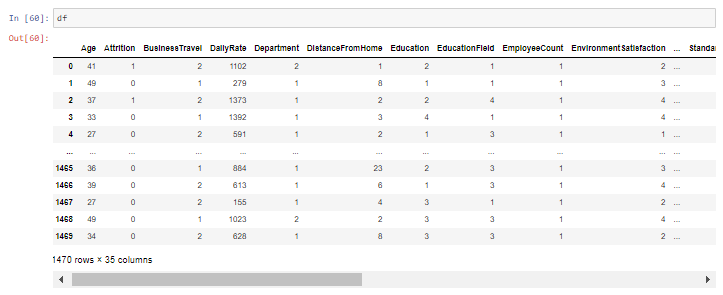 In [60]: df
Out[60]:
Age Attrition BusinessTravel DailyRate Department DistanceFromHome Education EducationField EmployeeCount EnvironmentSatisfaction ... Standa
0 41 1 2 1102 2 1 2 1 1 2 ...
1 49 0 1 279 1 8 1 1 1 3 ...
2 37 1 2 1373 1 2 2 4 1 4 ...
3 33 0 1 1392 1 3 4 1 1 4 ...
4 27 0 2 591 1 2 1 3 1 1 ...
... ... ... ... ... ... ... ... ... ... ... ...
1465 36 0 1 884 1 23 2 3 1 3 ...
1466 39 0 2 613 1 6 1 3 1 4 ...
1467 27 0 2 155 1 4 3 1 1 2 ...
1468 49 0 1 1023 2 2 3 3 1 4 ...
1469 34 0 2 628 1 8 3 3 1 2 ...
1470 rows × 35 columns